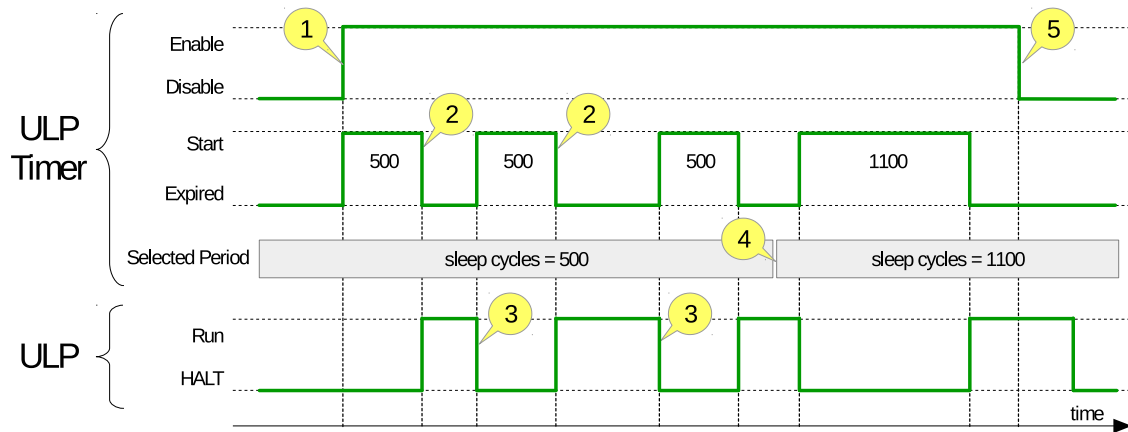 1
5
Enable
Disable
ULP
Timer
2
2
Start
500
500
500
1100
Expired
4
Selected Period
sleep cycles = 500
sleep cycles = 1100
3
3
Run
ULP
HALT
time